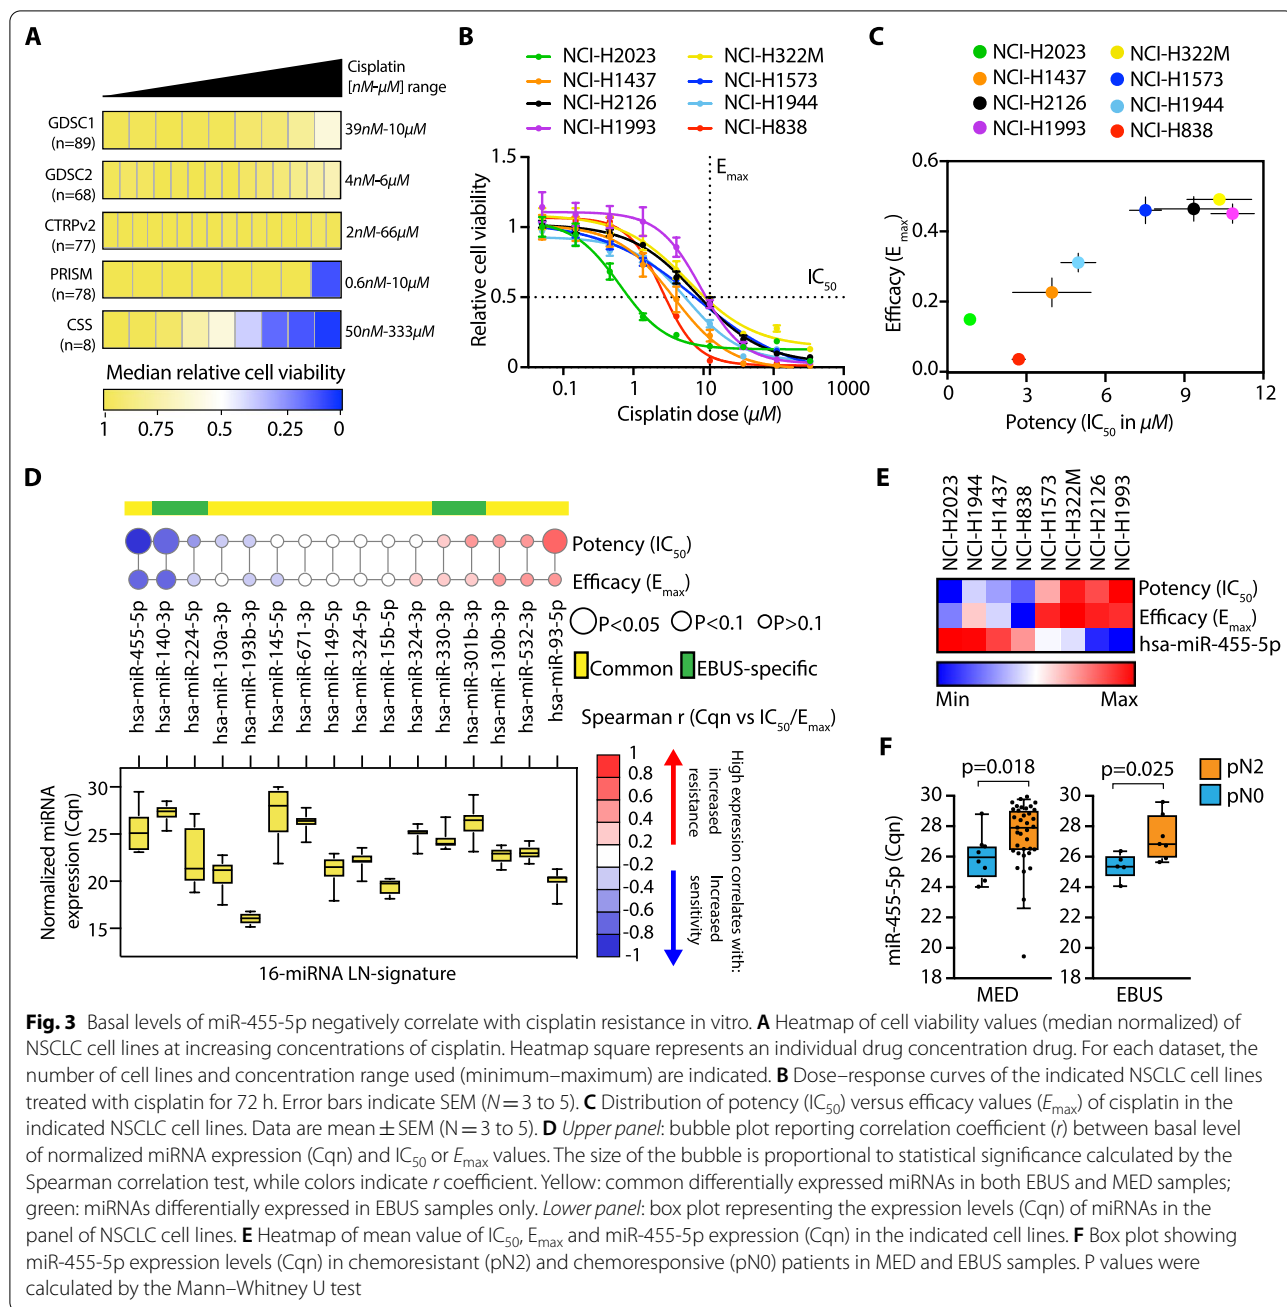 A
Cisplatin
[nM-μM] range
GDSC1
(n=89)
39nM-10μM
GDSC2
(n=68)
4nM-6μM
CTRPv2
(n=77)
2nM-66μM
PRISM
(n=78)
0.6nM-10μM
CSS
(n=8)
50nM-333μM
Median relative cell viability
1 0.75 0.5 0.25 0
B
NCI-H2023
NCI-H1437
NCI-H2126
NCI-H1993
NCI-H322M
NCI-H1573
NCI-H1944
NCI-H838
Relative cell viability
1.5
1
0.5
0
Emax
IC50
0.1 1 10 100 1000
Cisplatin dose (μM)
C
NCI-H2023
NCI-H1437
NCI-H2126
NCI-H1993
NCI-H322M
NCI-H1573
NCI-H1944
NCI-H838
Efficacy (Emax)
0.6
0.4
0.2
0.0
3 6 9 12
Potency (IC50 in μM)
D
Potency (IC50)
Efficacy (Emax)
hsa-miR-455-5p
hsa-miR-140-3p
hsa-miR-224-5p
hsa-miR-130a-3p
hsa-miR-193b-3p
hsa-miR-145-5p
hsa-miR-671-3p
hsa-miR-149-5p
hsa-miR-15b-5p
hsa-miR-324-3p
hsa-miR-330-3p
hsa-miR-301b-3p
hsa-miR-130b-3p
hsa-miR-532-3p
hsa-miR-93-5p
P<0.05 P<0.1 P>0.1
Common EBUS-specific
Spearman r (Cqn vs IC50/Emax)
1
0.8
0.6
0.4
0.2
-0.2
-0.4
-0.6
-0.8
-1
High expression correlates with:
increased
resistance
Increased
sensitivity
Normalized miRNA
expression (Cqn)
30
25
20
15
16-miRNA LN-signature
E
NCI-H2023
NCI-H1944
NCI-H1437
NCI-H838
NCI-H1573
NCI-H322M
NCI-H2126
NCI-H1993
Potency (IC50)
Efficacy (Emax)
hsa-miR-455-5p
Min Max
F
p=0.018
p=0.025
pN2
pN0
miR-455-5p (Cqn)
30
28
26
24
22
20
18
MED
30
28
26
24
22
20
18
EBUS
Fig. 3 Basal levels of miR-455-5p negatively correlate with cisplatin resistance in vitro. A Heatmap of cell viability values (median normalized) of
NSCLC cell lines at increasing concentrations of cisplatin. Heatmap square represents an individual drug concentration drug. For each dataset, the
number of cell lines and concentration range used (minimum–maximum) are indicated. B Dose–response curves of the indicated NSCLC cell lines
treated with cisplatin for 72 h. Error bars indicate SEM (N = 3 to 5). C Distribution of potency (IC50) versus efficacy values (Emax) of cisplatin in the
indicated NSCLC cell lines. Data are mean ± SEM (N = 3 to 5). D Upper panel: bubble plot reporting correlation coefficient (r) between basal level
of normalized miRNA expression (Cqn) and IC50 or Emax values. The size of the bubble is proportional to statistical significance calculated by the
Spearman correlation test, while colors indicate r coefficient. Yellow: common differentially expressed miRNAs in both EBUS and MED samples;
green: miRNAs differentially expressed in EBUS samples only. Lower panel: box plot representing the expression levels (Cqn) of miRNAs in the
panel of NSCLC cell lines. E Heatmap of mean value of IC50, Emax and miR-455-5p expression (Cqn) in the indicated cell lines. F Box plot showing
miR-455-5p expression levels (Cqn) in chemoresistant (pN2) and chemoresponsive (pN0) patients in MED and EBUS samples. P values were
calculated by the Mann–Whitney U test